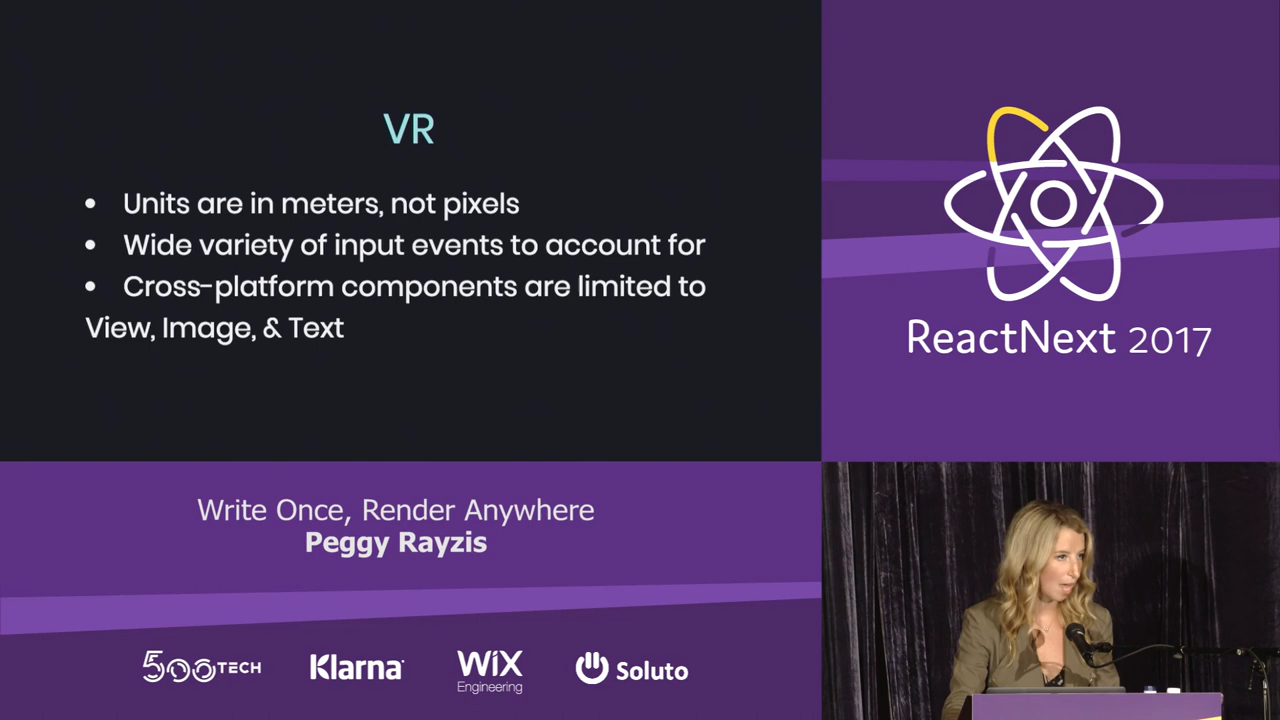 VR
• Units are in meters, not pixels
• Wide variety of input events to account for
• Cross-platform components are limited to
View, Image, & Text
ReactNext 2017
Write Once, Render Anywhere
Peggy Rayzis
500TECH
Klarna
WiX
Engineering
Soluto